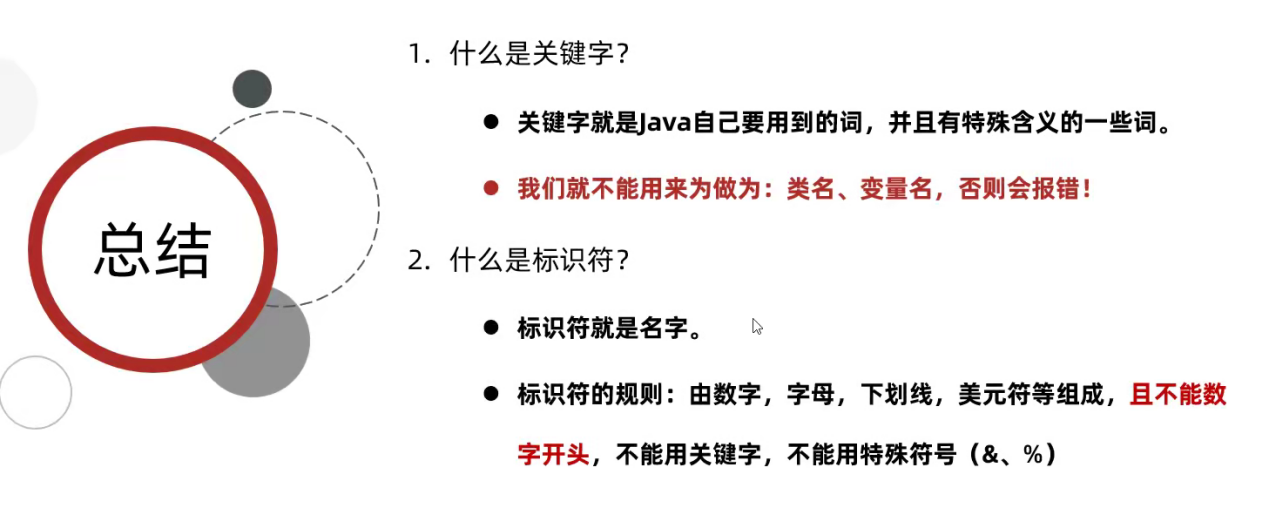 总结
1. 什么是关键字？
● 关键字就是Java自己要用到的词，并且有特殊含义的一些词。
● 我们就不能用来为做为：类名、变量名，否则会报错！
2. 什么是标识符？
● 标识符就是名字。
● 标识符的规则：由数字，字母，下划线，美元符等组成，且不能数
字开头，不能用关键字，不能用特殊符号（&、%）